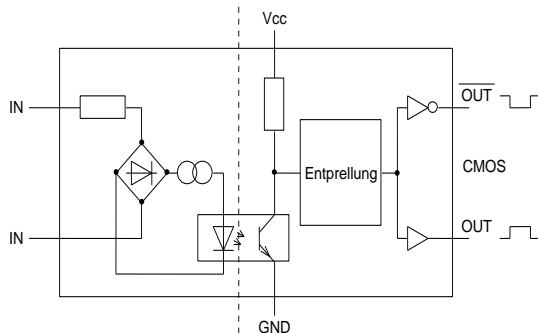 Vcc
IN
OUT
Entprellung
CMOS
IN
OUT
GND